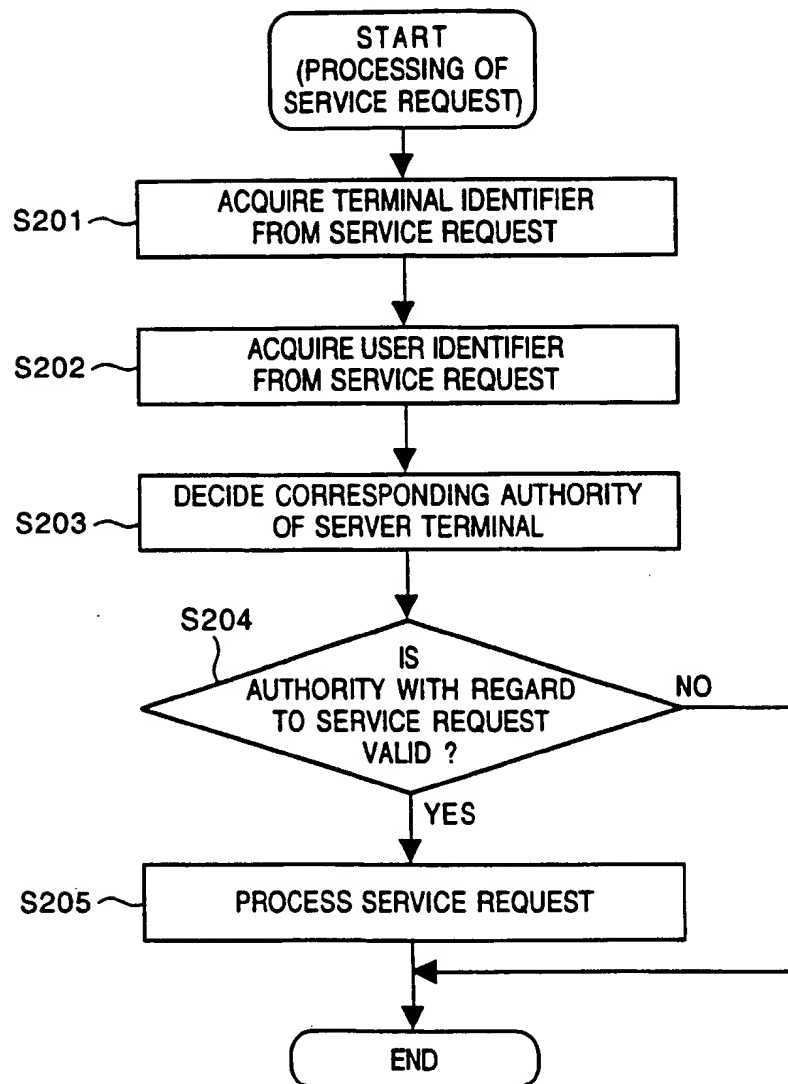 START
(PROCESSING OF
SERVICE REQUEST)
S201
ACQUIRE TERMINAL IDENTIFIER
FROM SERVICE REQUEST
S202
ACQUIRE USER IDENTIFIER
FROM SERVICE REQUEST
S203
DECIDE CORRESPONDING AUTHORITY
OF SERVER TERMINAL
S204
IS
AUTHORITY WITH REGARD
TO SERVICE REQUEST
VALID ?
NO
YES
S205
PROCESS SERVICE REQUEST
END